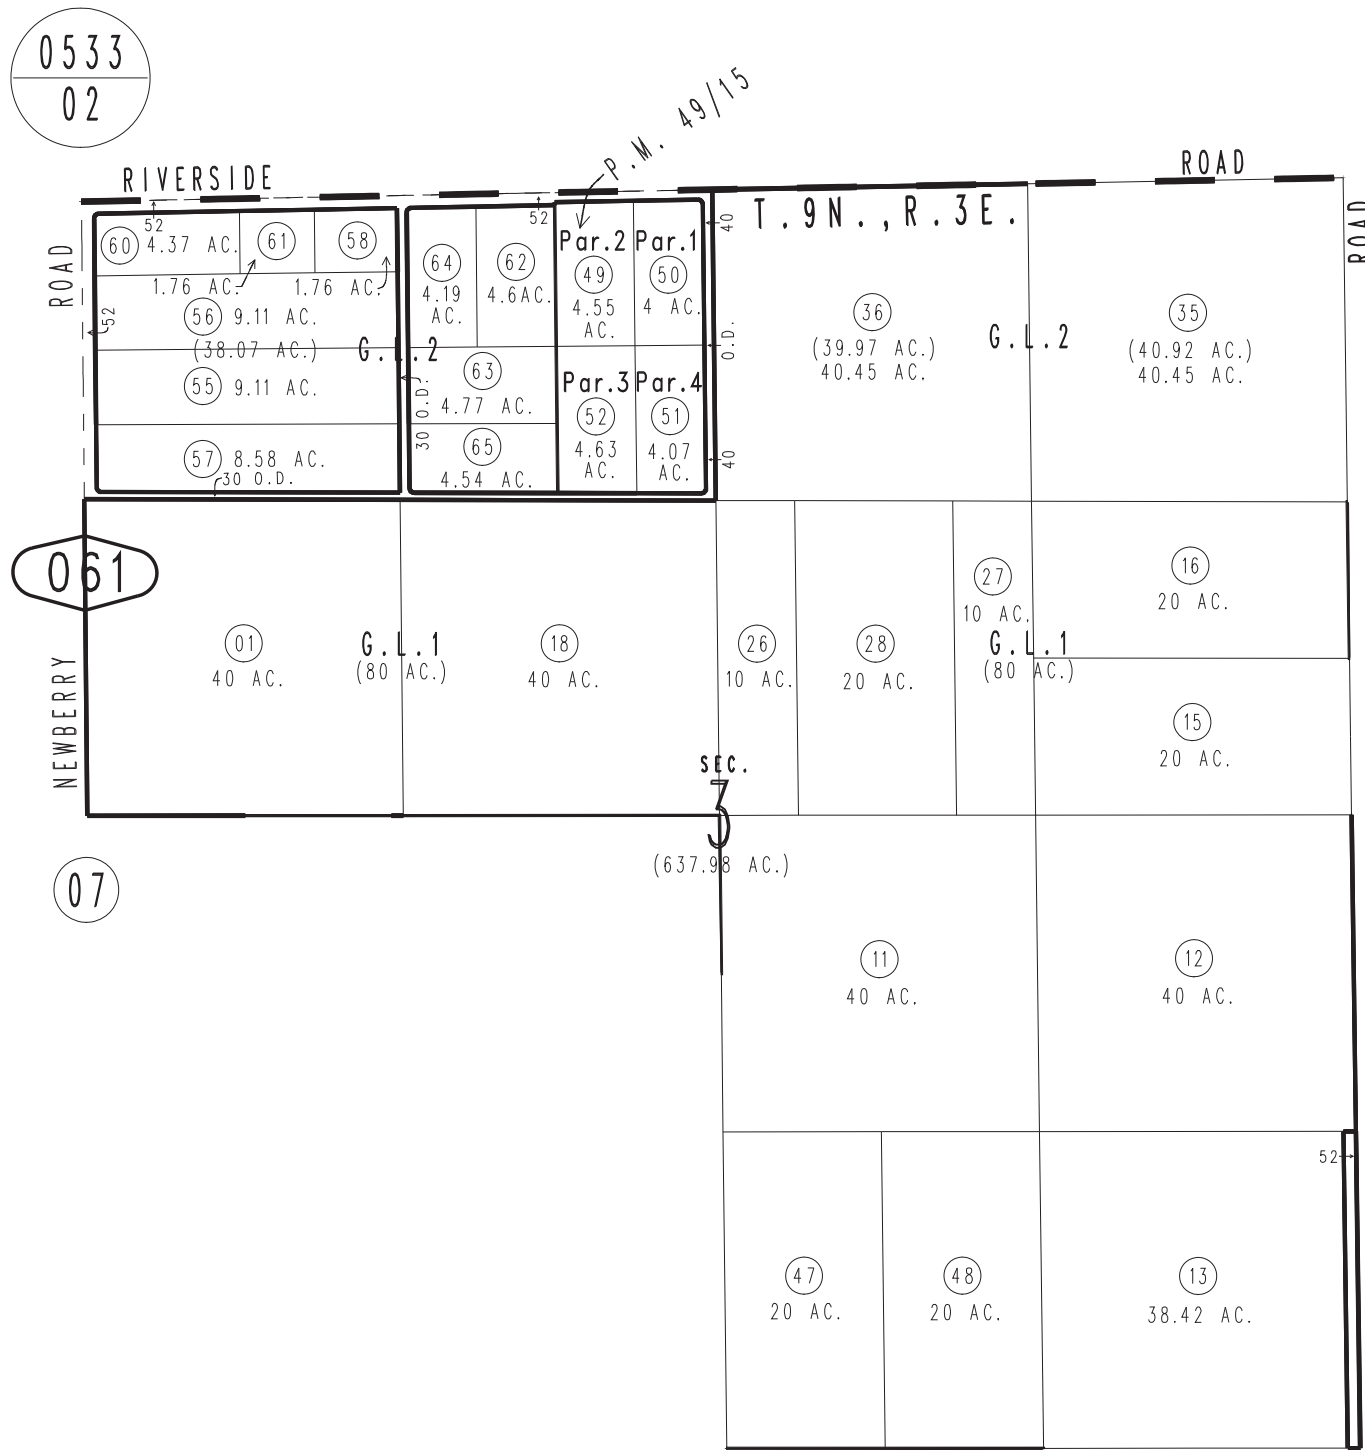 0533
02
P.M. 49/15
RIVERSIDE
ROAD
ROAD
ROAD
T.9N.,R.3E.
52
60
4.37 AC.
61
58
1.76 AC.
1.76 AC.
52
56
9.11 AC.
(38.07 AC.)
G.L.2
55
9.11 AC.
57
8.58 AC.
30 O.D.
30 O.D.
52
64
4.19
AC.
62
4.6AC.
63
4.77 AC.
65
4.54 AC.
Par.2
49
4.55
AC.
Par.1
50
4 AC.
Par.3
52
4.63
AC.
Par.4
51
4.07
AC.
40
O.D.
40
36
(39.97 AC.)
40.45 AC.
G.L.2
35
(40.92 AC.)
40.45 AC.
061
NEWBERRY
01
40 AC.
G.L.1
(80 AC.)
18
40 AC.
26
10 AC.
28
20 AC.
27
10 AC.
G.L.1
(80 AC.)
16
20 AC.
15
20 AC.
SEC.
3
(637.98 AC.)
07
11
40 AC.
12
40 AC.
52
47
20 AC.
48
20 AC.
13
38.42 AC.